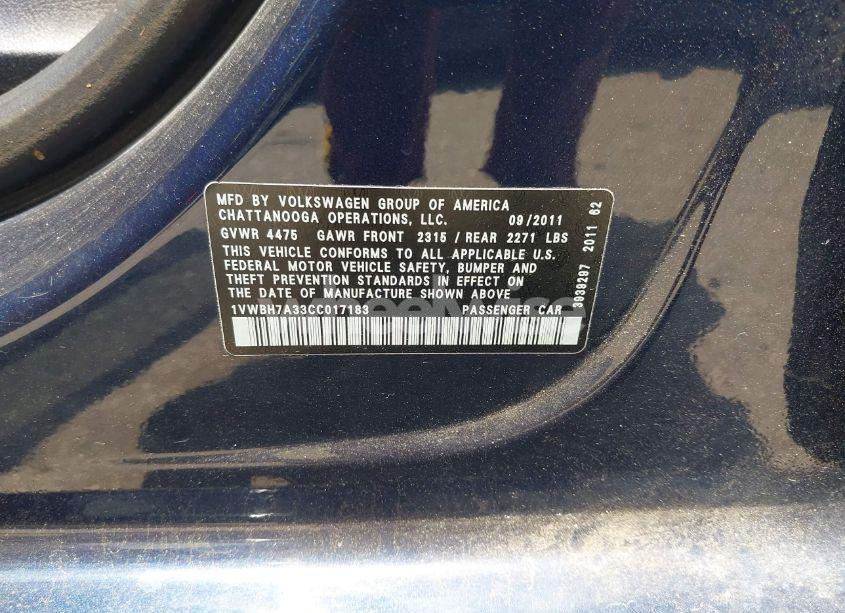 MFD BY VOLKSWAGEN GROUP OF AMERICA
CHATTANOOGA OPERATIONS, LLC. 09/2011
GVWR 4475 GAWR FRONT 2315 / REAR 2271 LBS
THIS VEHICLE CONFORMS TO ALL APPLICABLE U.S.
FEDERAL MOTOR VEHICLE SAFETY, BUMPER AND
THEFT PREVENTION STANDARDS IN EFFECT ON
THE DATE OF MANUFACTURE SHOWN ABOVE
1VWBH7A33CC017183 PASSENGER CAR
3939297 2011 62